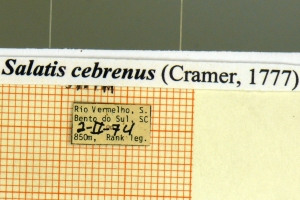 Salatis cebrenus (Cramer, 1777)
Rio Vermelho, S.
Bento do Sul, SC
2-II-74
850m, Rank leg.